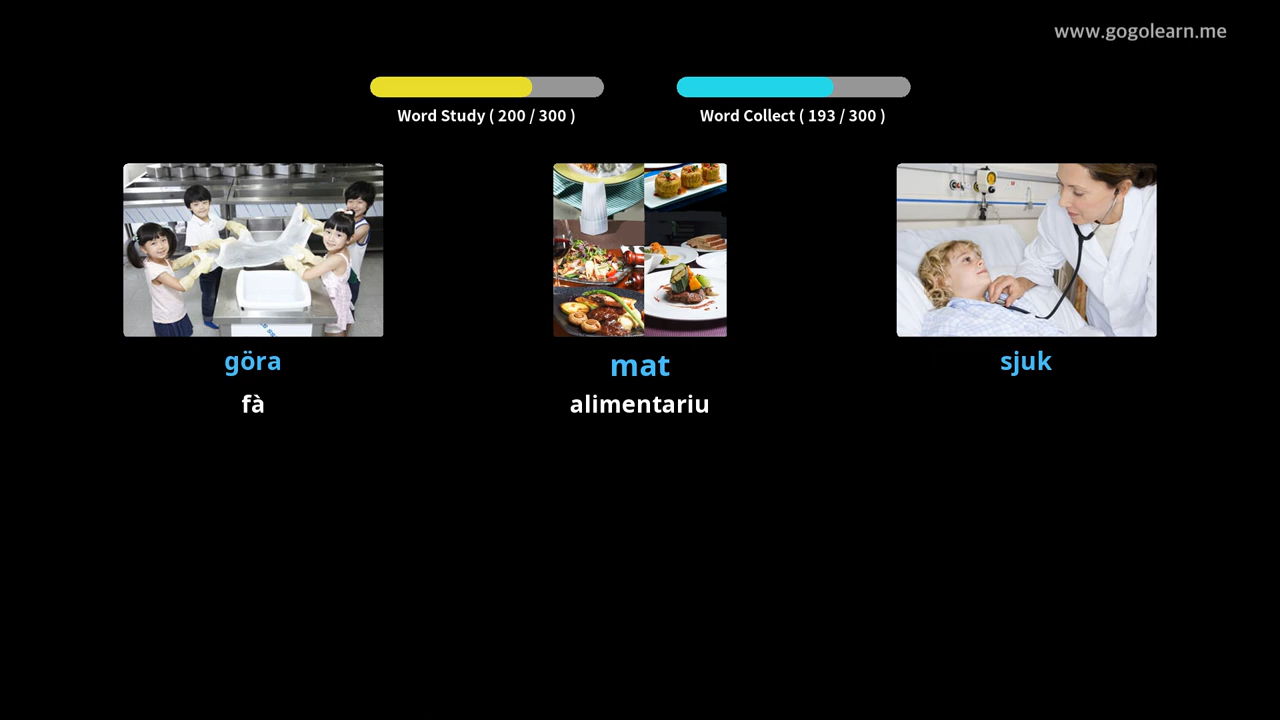 www.gogolearn.me
Word Study ( 200 / 300 )
Word Collect ( 193 / 300 )
göra
mat
sjuk
fà
alimentariu